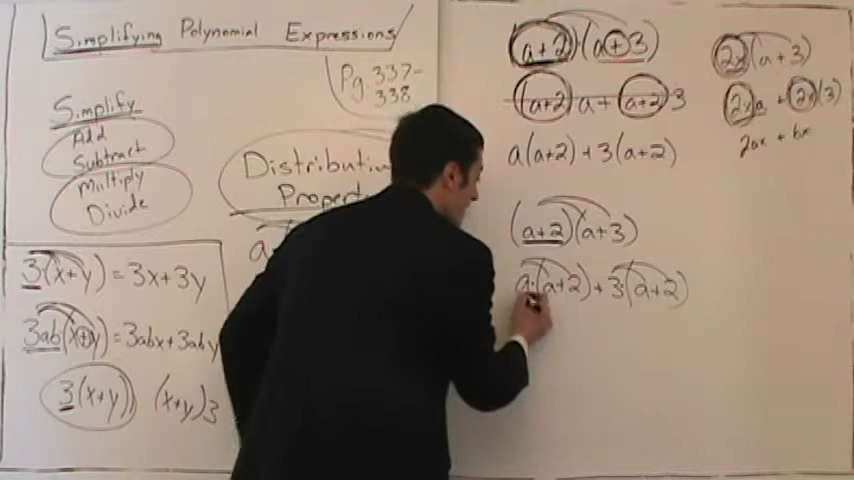 Simplifying Polynomial Expressions
Pg. 337-
338
Simplify
Add
Subtract
Multiply
Divide
Distributive
Propert
a
3(x+y) = 3x+3y
3ab(x+y) = 3abx+3aby
3(x+y) (x+y)3
(a+2)(a+3)
(a+2)a + (a+2)3
a(a+2) + 3(a+2)
(a+2)(a+3)
a·(a+2) + 3·(a+2)
2x(a+3)
(2x)a + (2x)(3)
2ax + 6x